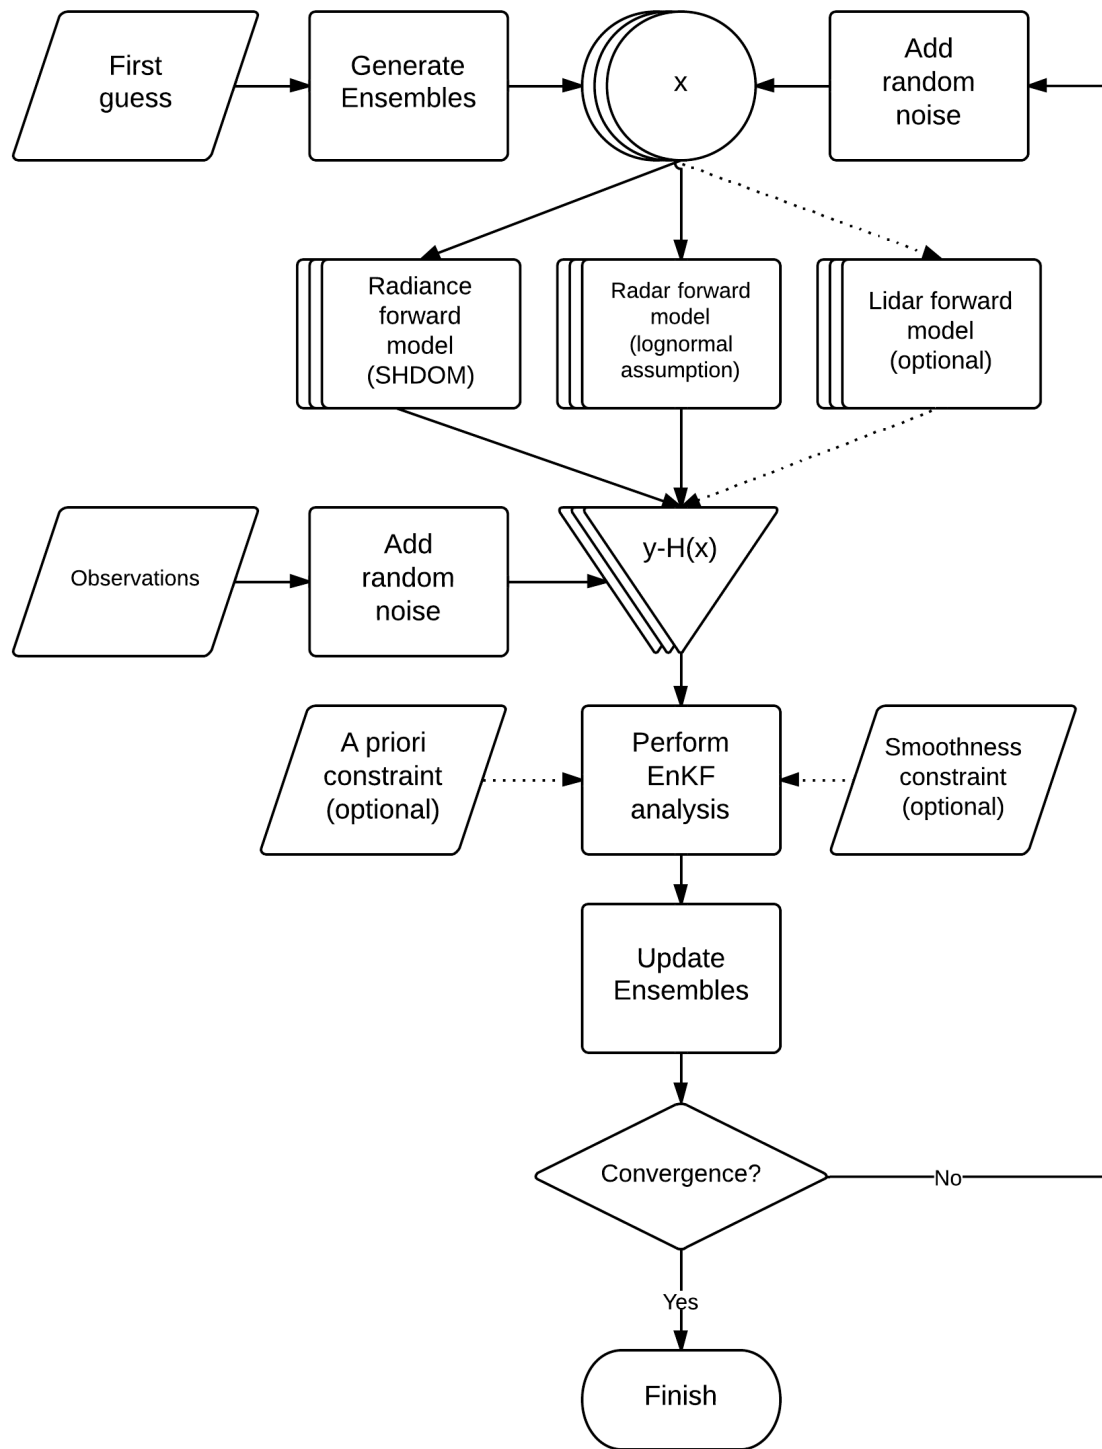 First
guess
Generate
Ensembles
x
Add
random
noise
Radiance
forward
model
(SHDOM)
Radar forward
model
(lognormal
assumption)
Lidar forward
model
(optional)
Observations
Add
random
noise
y-H(x)
A priori
constraint
(optional)
Perform
EnKF
analysis
Smoothness
constraint
(optional)
Update
Ensembles
Convergence?
No
Yes
Finish